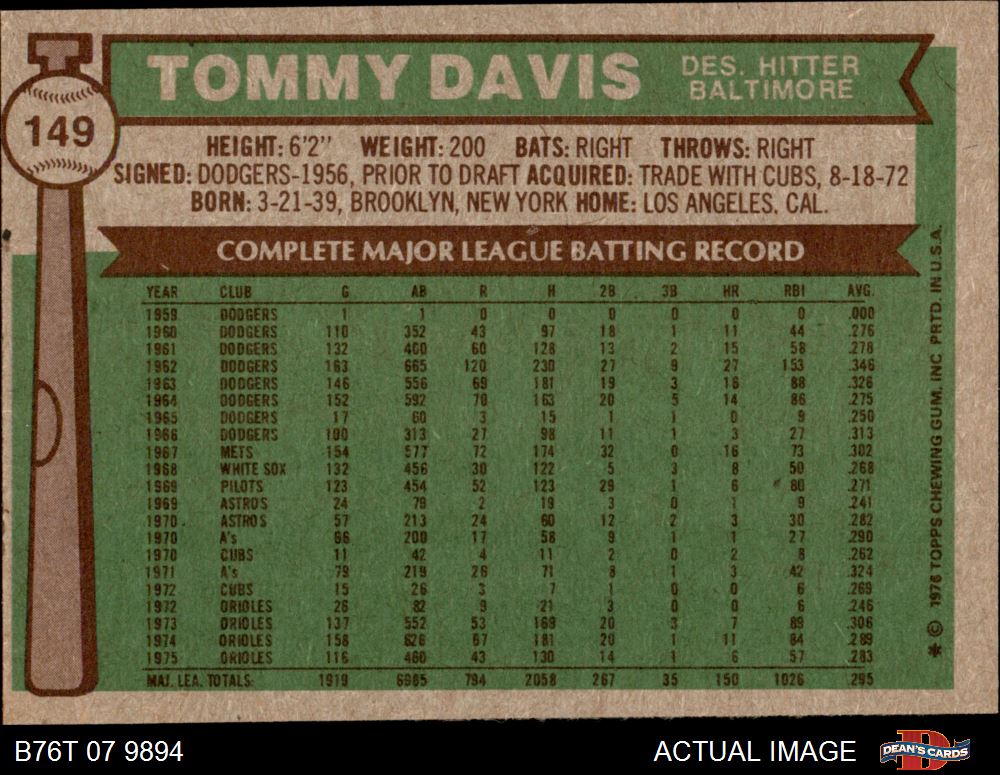 TOMMY DAVIS
DES. HITTER
BALTIMORE
149
HEIGHT: 6'2" WEIGHT: 200 BATS: RIGHT THROWS: RIGHT
SIGNED: DODGERS-1956, PRIOR TO DRAFT ACQUIRED: TRADE WITH CUBS, 8-18-72
BORN: 3-21-39, BROOKLYN, NEW YORK HOME: LOS ANGELES, CAL.
COMPLETE MAJOR LEAGUE BATTING RECORD
YEAR CLUB G AB R H 2B 3B HR RBI AVG.
1959 DODGERS 1 1 0 0 0 0 0 0 .000
1960 DODGERS 110 352 43 97 18 1 11 44 .276
1961 DODGERS 132 460 60 128 13 2 15 58 .278
1962 DODGERS 163 665 120 230 27 9 27 153 .346
1963 DODGERS 146 556 69 181 19 3 16 88 .326
1964 DODGERS 152 592 70 163 20 5 14 86 .275
1965 DODGERS 17 60 3 15 1 1 0 9 .250
1966 DODGERS 100 313 27 98 11 1 3 27 .313
1967 METS 154 577 72 174 32 0 16 73 .302
1968 WHITE SOX 132 456 30 122 5 3 8 50 .268
1969 PILOTS 123 454 52 123 29 1 6 80 .271
1969 ASTROS 24 79 2 19 3 0 1 9 .241
1970 ASTROS 57 213 24 60 12 2 3 30 .282
1970 A's 66 200 17 58 9 1 1 27 .290
1970 CUBS 11 42 4 11 2 0 2 8 .262
1971 A's 79 219 26 71 8 1 3 42 .324
1972 CUBS 15 26 3 7 1 0 0 6 .269
1972 ORIOLES 26 82 9 21 3 0 0 6 .246
1973 ORIOLES 137 552 53 169 20 3 7 89 .306
1974 ORIOLES 158 626 67 181 20 1 11 84 .289
1975 ORIOLES 116 460 43 130 14 1 6 57 .283
MAJ. LEA. TOTALS: 1919 6985 794 2058 267 35 150 1026 .295
* © 1976 TOPPS CHEWING GUM, INC PRTD. IN U.S.A.
B76T 07 9894
ACTUAL IMAGE
DEAN'S CARDS